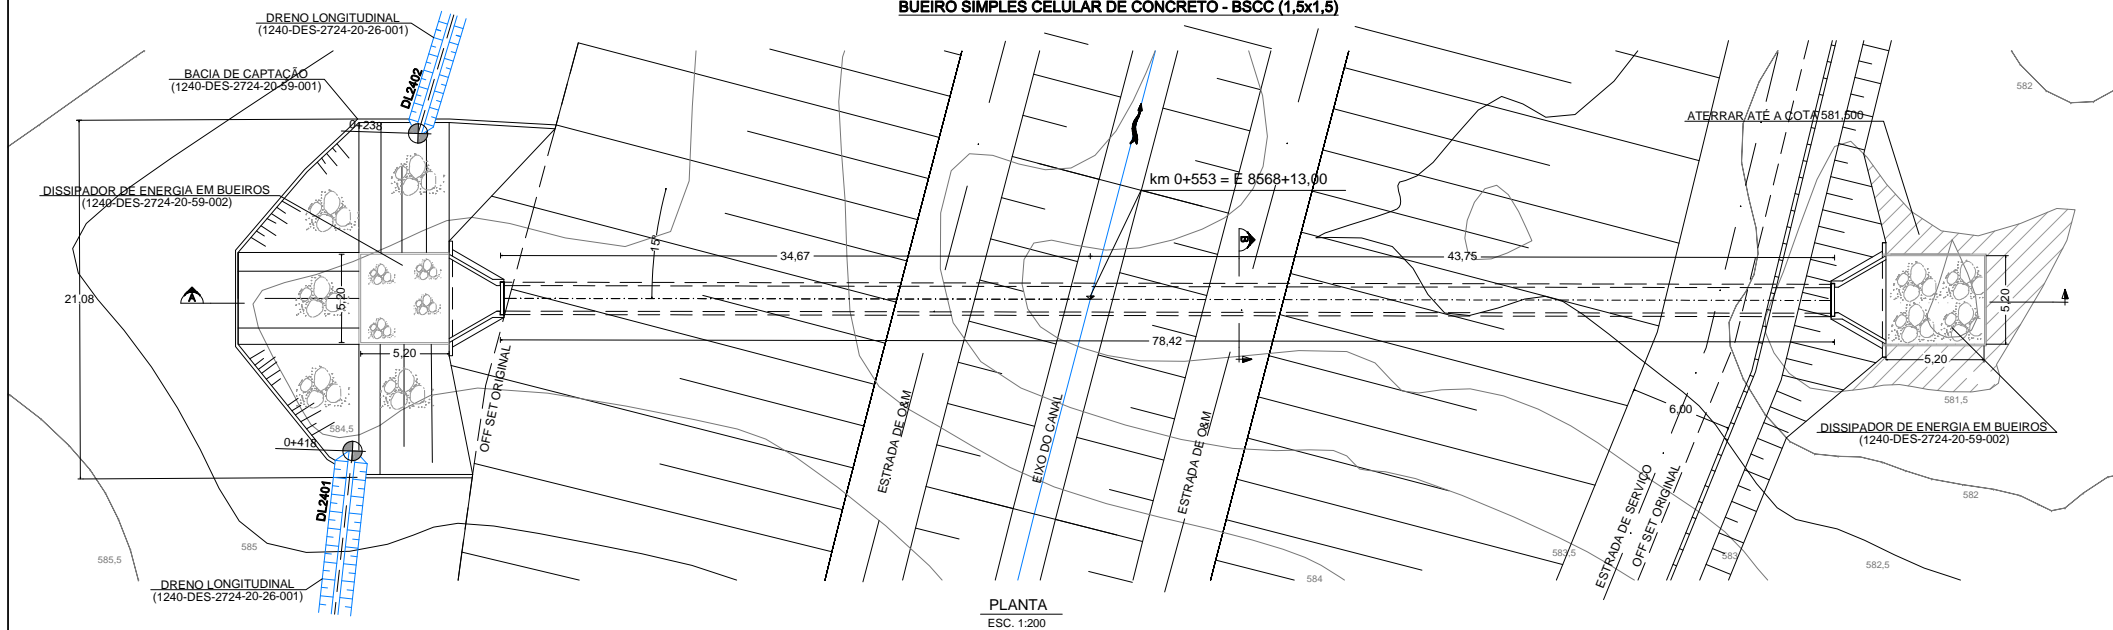 BUEIRO SIMPLES CELULAR DE CONCRETO - BSCC (1,5x1,5)
DRENO LONGITUDINAL
(1240-DES-2724-20-26-001)
BACIA DE CAPTAÇÃO
(1240-DES-2724-20-59-001)
DL2402
0+238
582
ATERRAR ATÉ A COTA 581,500
DISSIPADOR DE ENERGIA EM BUEIROS
(1240-DES-2724-20-59-002)
km 0+553 = E 8568+13,00
15°
B
34,67
43,75
21,08
A
5,20
5,20
78,42
5,20
5,20
OFF SET ORIGINAL
ESTRADA DE O&M
EIXO DO CANAL
ESTRADA DE O&M
6,00
581,5
584,5
0+418
DISSIPADOR DE ENERGIA EM BUEIROS
(1240-DES-2724-20-59-002)
DL2401
ESTRADA DE SERVIÇO
OFF SET ORIGINAL
582
585
585,5
583,5
583
582,5
584
DRENO LONGITUDINAL
(1240-DES-2724-20-26-001)
PLANTA
ESC. 1:200